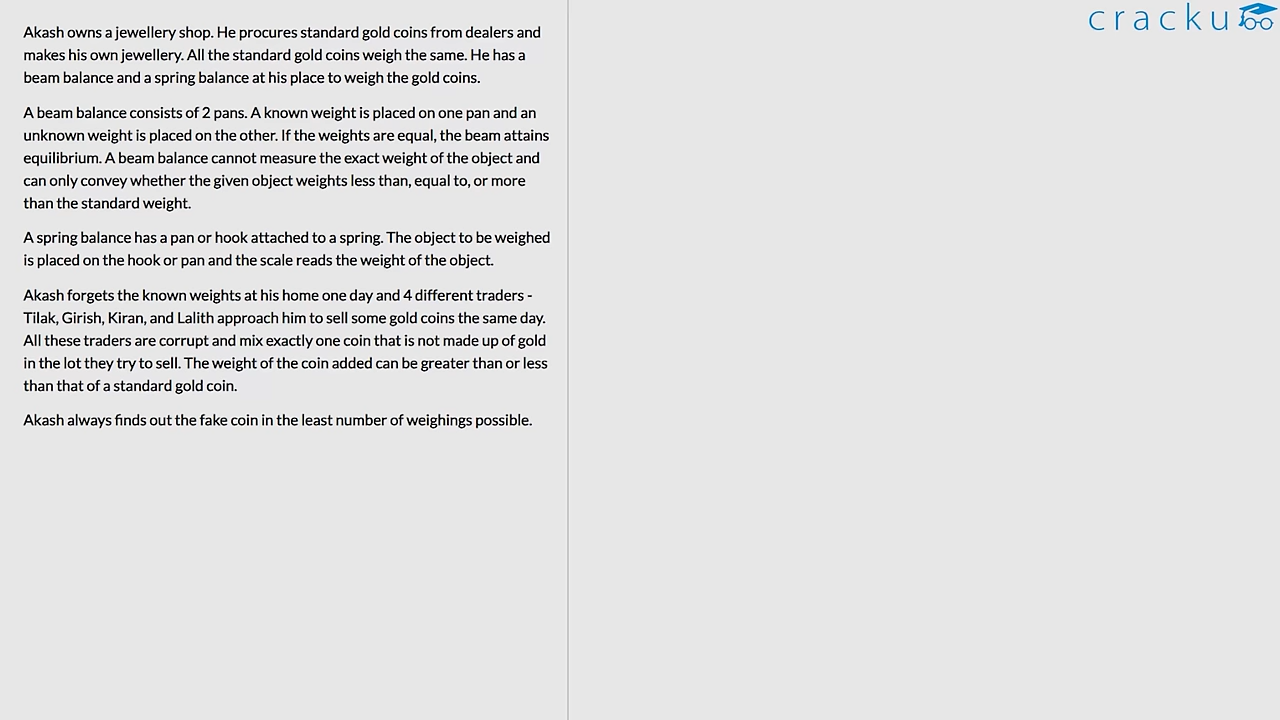 cracku
Akash owns a jewellery shop. He procures standard gold coins from dealers and
makes his own jewellery. All the standard gold coins weigh the same. He has a
beam balance and a spring balance at his place to weigh the gold coins.
A beam balance consists of 2 pans. A known weight is placed on one pan and an
unknown weight is placed on the other. If the weights are equal, the beam attains
equilibrium. A beam balance cannot measure the exact weight of the object and
can only convey whether the given object weights less than, equal to, or more
than the standard weight.
A spring balance has a pan or hook attached to a spring. The object to be weighed
is placed on the hook or pan and the scale reads the weight of the object.
Akash forgets the known weights at his home one day and 4 different traders -
Tilak, Girish, Kiran, and Lalith approach him to sell some gold coins the same day.
All these traders are corrupt and mix exactly one coin that is not made up of gold
in the lot they try to sell. The weight of the coin added can be greater than or less
than that of a standard gold coin.
Akash always finds out the fake coin in the least number of weighings possible.